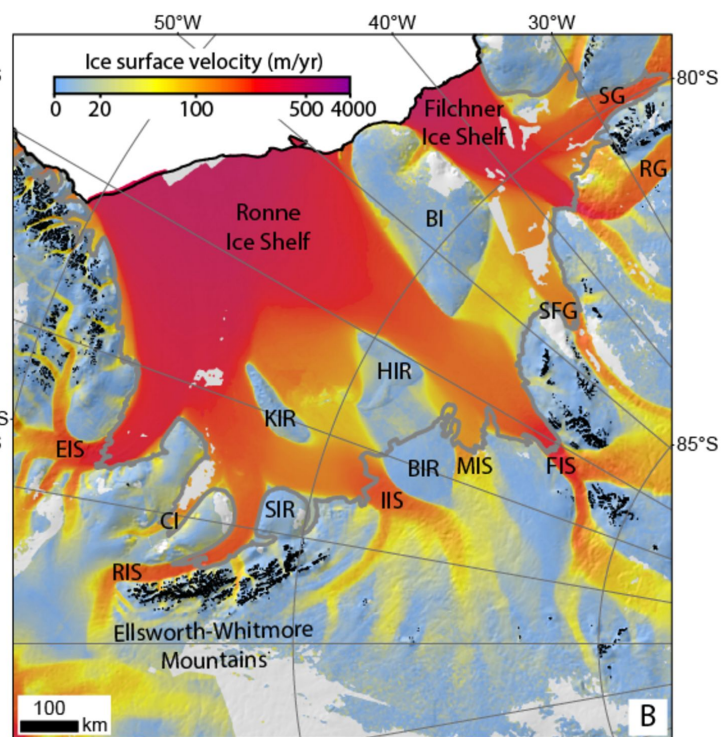 50°W 40°W 30°W
Ice surface velocity (m/yr)
0 20 100 500 4000
80°S
Filchner
Ice Shelf
SG
RG
Ronne
Ice Shelf
BI
SFG
HIR
KIR
EIS
85°S
BIR
MIS
FIS
IIS
SIR
CI
RIS
Ellsworth-Whitmore
Mountains
100
km
B